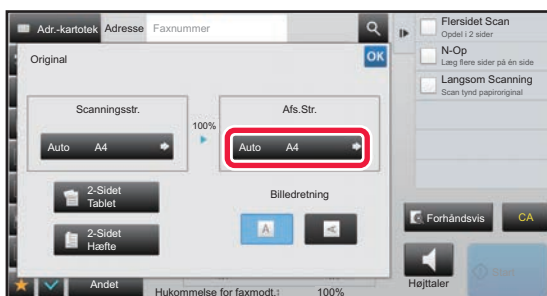 Adr.-kartotek Adresse Faxnummer
Original
OK
Scanningsstr.
Afs.Str.
100%
Auto A4
Auto A4
2-Sidet
Tablet
2-Sidet
Hæfte
Billedretning
A
A
Andet
Hukommelse for faxmodt.:
100%
Flersidet Scan
Opdel i 2 sider
N-Op
Læg flere sider på én side
Langsom Scanning
Scan tynd papiroriginal
Forhåndsvis
CA
Højttaler
Start